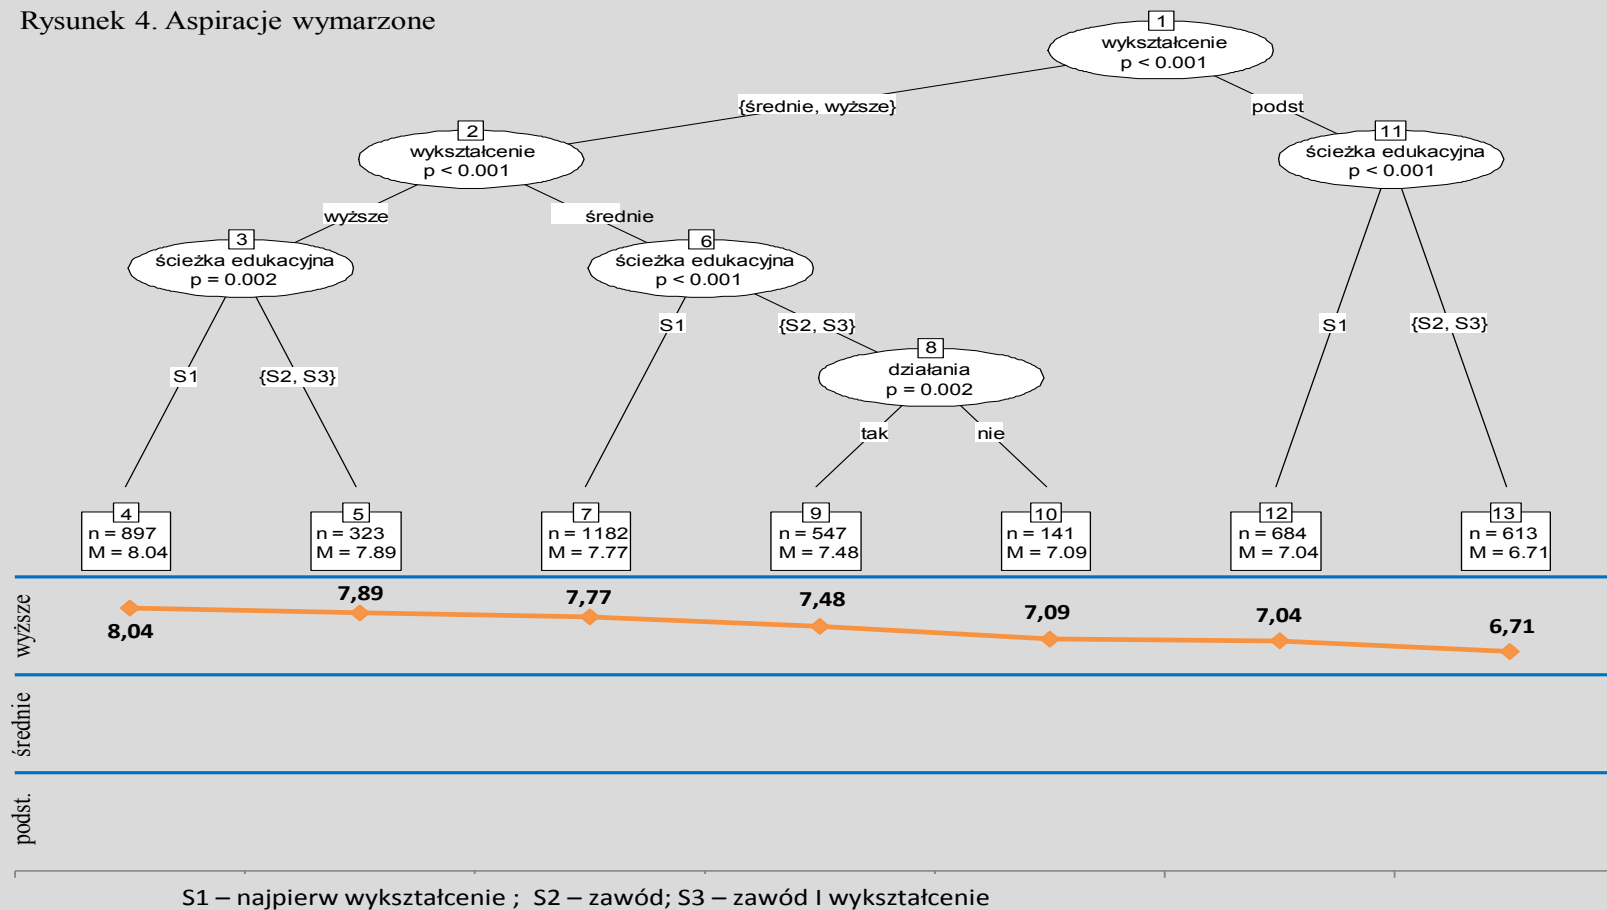 Rysunek 4. Aspiracje wymarzone
1
wykształcenie
p < 0.001
{średnie, wyższe}
podst
2
wykształcenie
p < 0.001
11
ścieżka edukacyjna
p < 0.001
wyższe
średnie
3
ścieżka edukacyjna
p = 0.002
6
ścieżka edukacyjna
p < 0.001
S1
{S2, S3}
S1
{S2, S3}
8
działania
p = 0.002
S1
{S2, S3}
tak
nie
4
n = 897
M = 8.04
5
n = 323
M = 7.89
7
n = 1182
M = 7.77
9
n = 547
M = 7.48
10
n = 141
M = 7.09
12
n = 684
M = 7.04
13
n = 613
M = 6.71
wyższe
8,04
7,89
7,77
7,48
7,09
7,04
6,71
średnie
podst.
S1 – najpierw wykształcenie ; S2 – zawód; S3 – zawód I wykształcenie